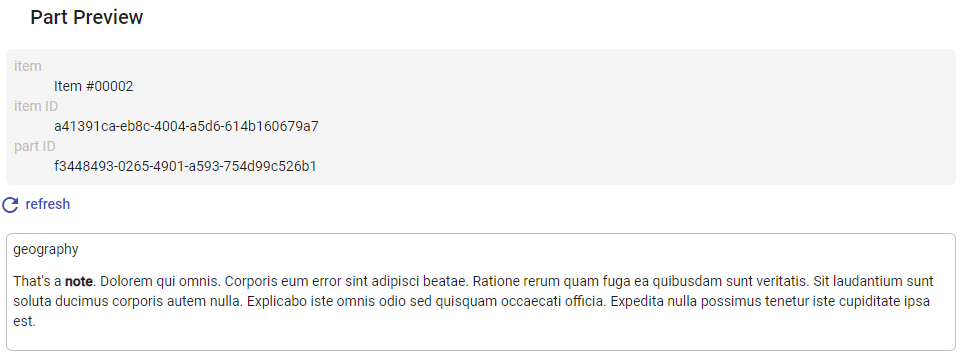 Part Preview
item
Item #00002
item ID
a41391ca-eb8c-4004-a5d6-614b160679a7
part ID
f3448493-0265-4901-a593-754d99c526b1
refresh
geography
That's a note. Dolorem qui omnis. Corporis eum error sint adipisci beatae. Ratione rerum quam fuga ea quibusdam sunt veritatis. Sit laudantium sunt
soluta ducimus corporis autem nulla. Explicabo iste omnis odio sed quisquam occaecati officia. Expedita nulla possimus tenetur iste cupiditate ipsa
est.